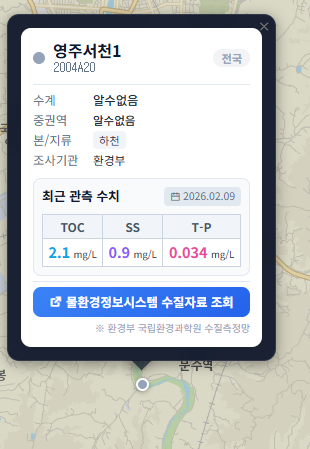 영주서천1
2004A20
전국
수계 알수없음
중권역 알수없음
본/지류 하천
조사기관 환경부
최근 관측 수치 2026.02.09
TOC SS T-P
2.1 mg/L 0.9 mg/L 0.034 mg/L
물환경정보시스템 수질자료 조회
※ 환경부 국립환경과학원 수질측정망
문수역